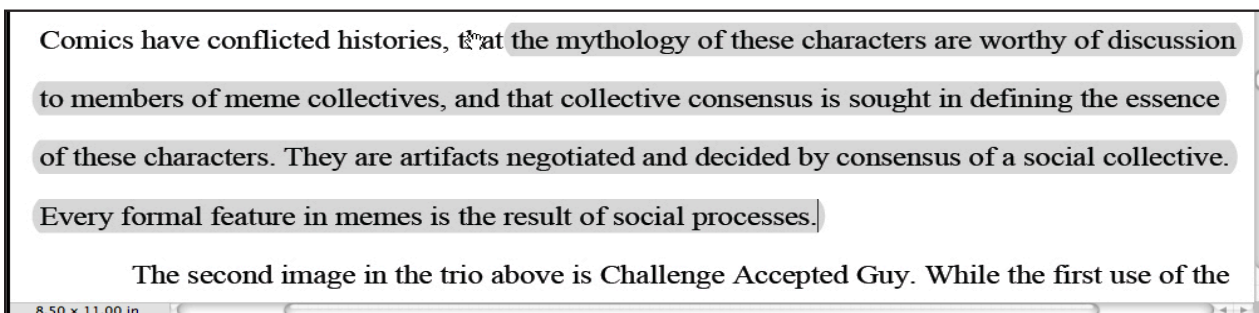 Comics have conflicted histories, that the mythology of these characters are worthy of discussion
to members of meme collectives, and that collective consensus is sought in defining the essence
of these characters. They are artifacts negotiated and decided by consensus of a social collective.
Every formal feature in memes is the result of social processes.
The second image in the trio above is Challenge Accepted Guy. While the first use of the
8.50 x 11.00 in